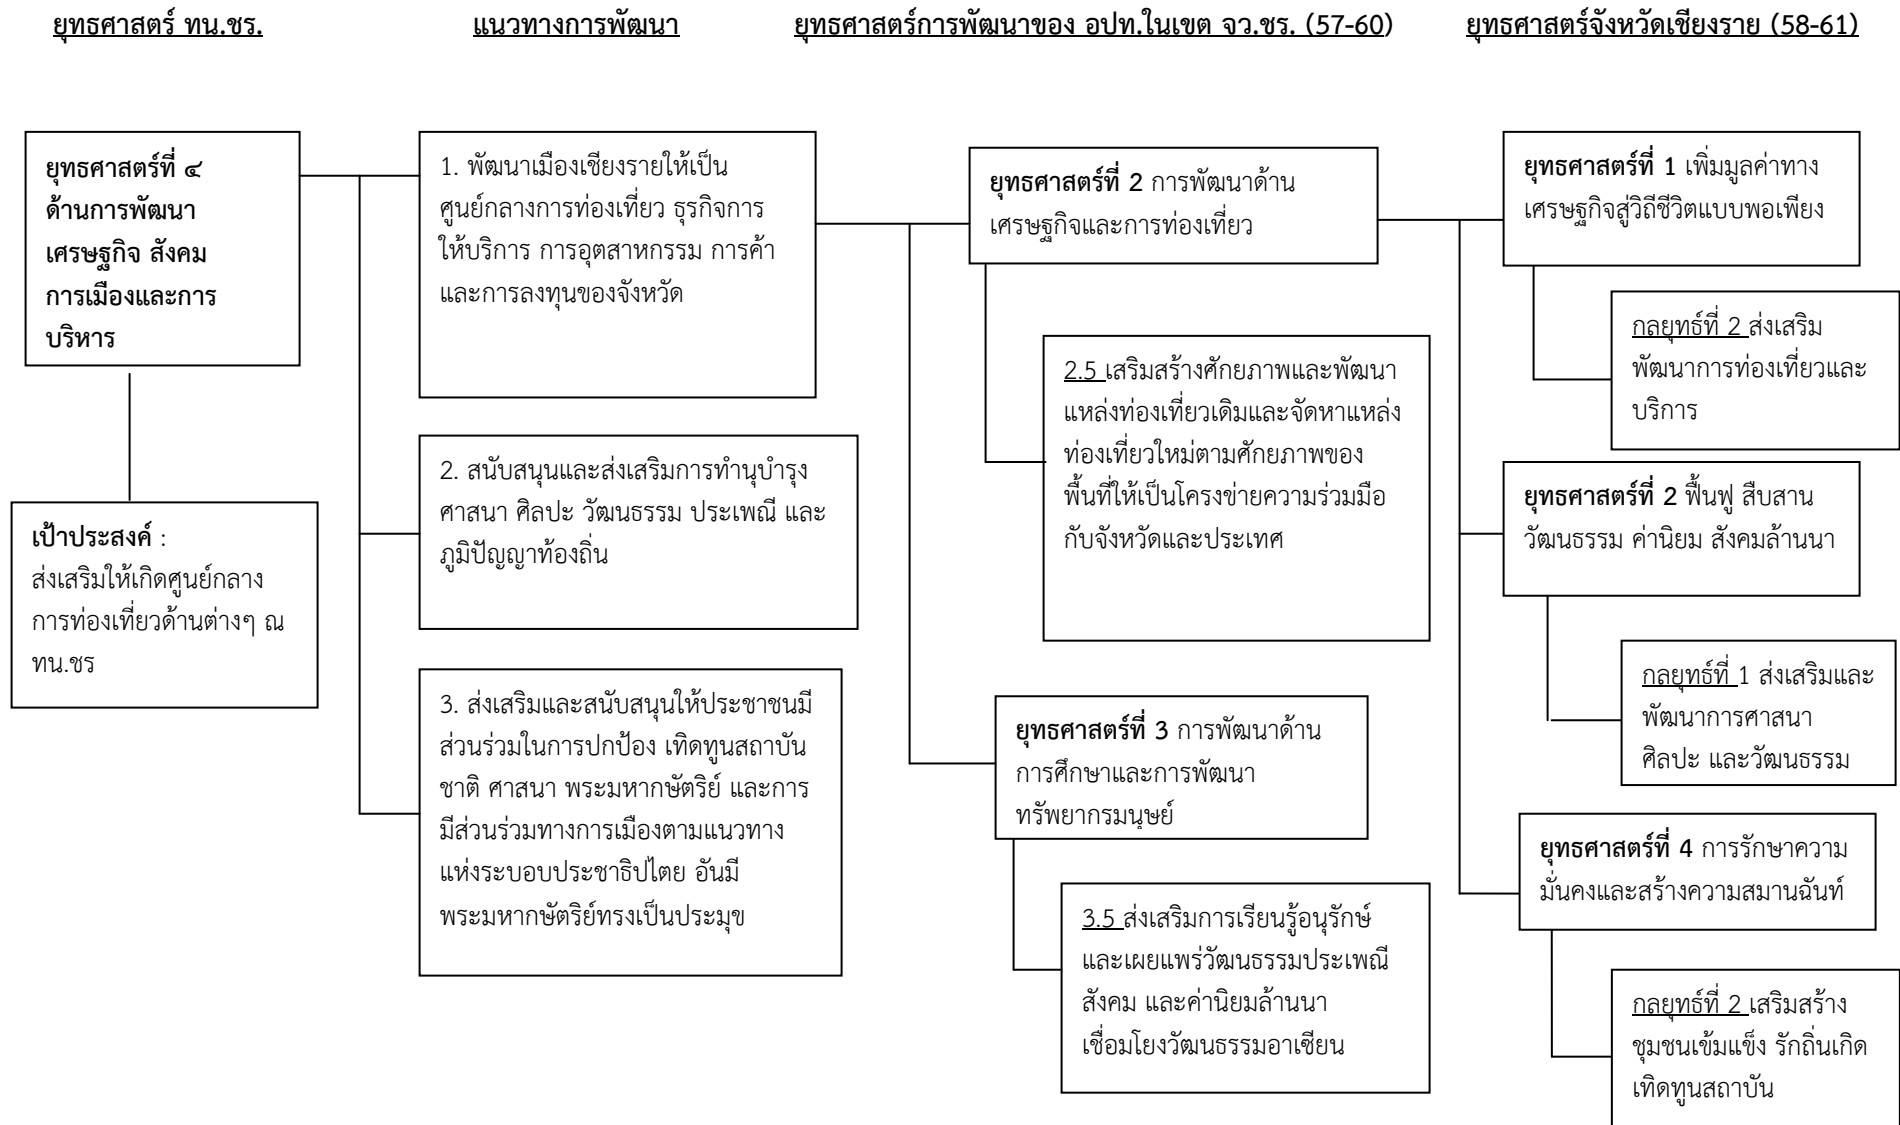 ยุทธศาสตร์ ทน.ชร.
แนวทางการพัฒนา
ยุทธศาสตร์การพัฒนาของ อปท.ในเขต จว.ชร. (57-60)
ยุทธศาสตร์จังหวัดเชียงราย (58-61)
ยุทธศาสตร์ที่ ๔
ด้านการพัฒนา
เศรษฐกิจ สังคม
การเมืองและการ
บริหาร
เป้าประสงค์ :
ส่งเสริมให้เกิดศูนย์กลาง
การท่องเที่ยวด้านต่างๆ ณ
ทน.ชร
1. พัฒนาเมืองเชียงรายให้เป็น
ศูนย์กลางการท่องเที่ยว ธุรกิจการ
ให้บริการ การอุตสาหกรรม การค้า
และการลงทุนของจังหวัด
2. สนับสนุนและส่งเสริมการทำนุบำรุง
ศาสนา ศิลปะ วัฒนธรรม ประเพณี และ
ภูมิปัญญาท้องถิ่น
3. ส่งเสริมและสนับสนุนให้ประชาชนมี
ส่วนร่วมในการปกป้อง เทิดทูนสถาบัน
ชาติ ศาสนา พระมหากษัตริย์ และการ
มีส่วนร่วมทางการเมืองตามแนวทาง
แห่งระบอบประชาธิปไตย อันมี
พระมหากษัตริย์ทรงเป็นประมุข
ยุทธศาสตร์ที่ 2 การพัฒนาด้าน
เศรษฐกิจและการท่องเที่ยว
2.5 เสริมสร้างศักยภาพและพัฒนา
แหล่งท่องเที่ยวเดิมและจัดหาแหล่ง
ท่องเที่ยวใหม่ตามศักยภาพของ
พื้นที่ให้เป็นโครงข่ายความร่วมมือ
กับจังหวัดและประเทศ
ยุทธศาสตร์ที่ 3 การพัฒนาด้าน
การศึกษาและการพัฒนา
ทรัพยากรมนุษย์
3.5 ส่งเสริมการเรียนรู้อนุรักษ์
และเผยแพร่วัฒนธรรมประเพณี
สังคม และค่านิยมล้านนา
เชื่อมโยงวัฒนธรรมอาเซียน
ยุทธศาสตร์ที่ 1 เพิ่มมูลค่าทาง
เศรษฐกิจสู่วิถีชีวิตแบบพอเพียง
กลยุทธ์ที่ 2 ส่งเสริม
พัฒนาการท่องเที่ยวและ
บริการ
ยุทธศาสตร์ที่ 2 ฟื้นฟู สืบสาน
วัฒนธรรม ค่านิยม สังคมล้านนา
กลยุทธ์ที่ 1 ส่งเสริมและ
พัฒนาการศาสนา
ศิลปะ และวัฒนธรรม
ยุทธศาสตร์ที่ 4 การรักษาความ
มั่นคงและสร้างความสมานฉันท์
กลยุทธ์ที่ 2 เสริมสร้าง
ชุมชนเข้มแข็ง รักถิ่นเกิด
เทิดทูนสถาบัน